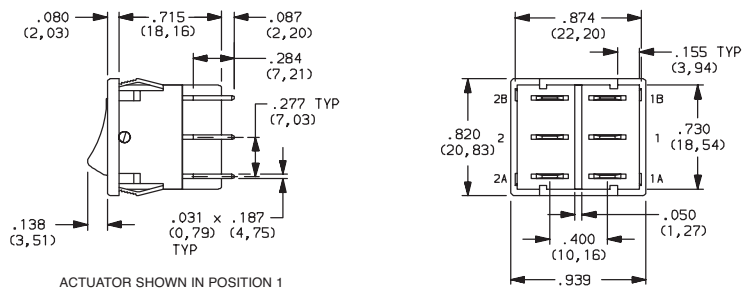 .080
(2,03)
.715
(18,16)
.087
(2,20)
.284
(7,21)
.277 TYP
(7,03)
.138
(3,51)
.031 x .187
(0,79) (4,75)
TYP
ACTUATOR SHOWN IN POSITION 1
.874
(22,20)
.155 TYP
(3,94)
2B
1B
.820
(20,83)
2
1
.730
(18,54)
2A
1A
.050
(1,27)
.400
(10,16)
.939